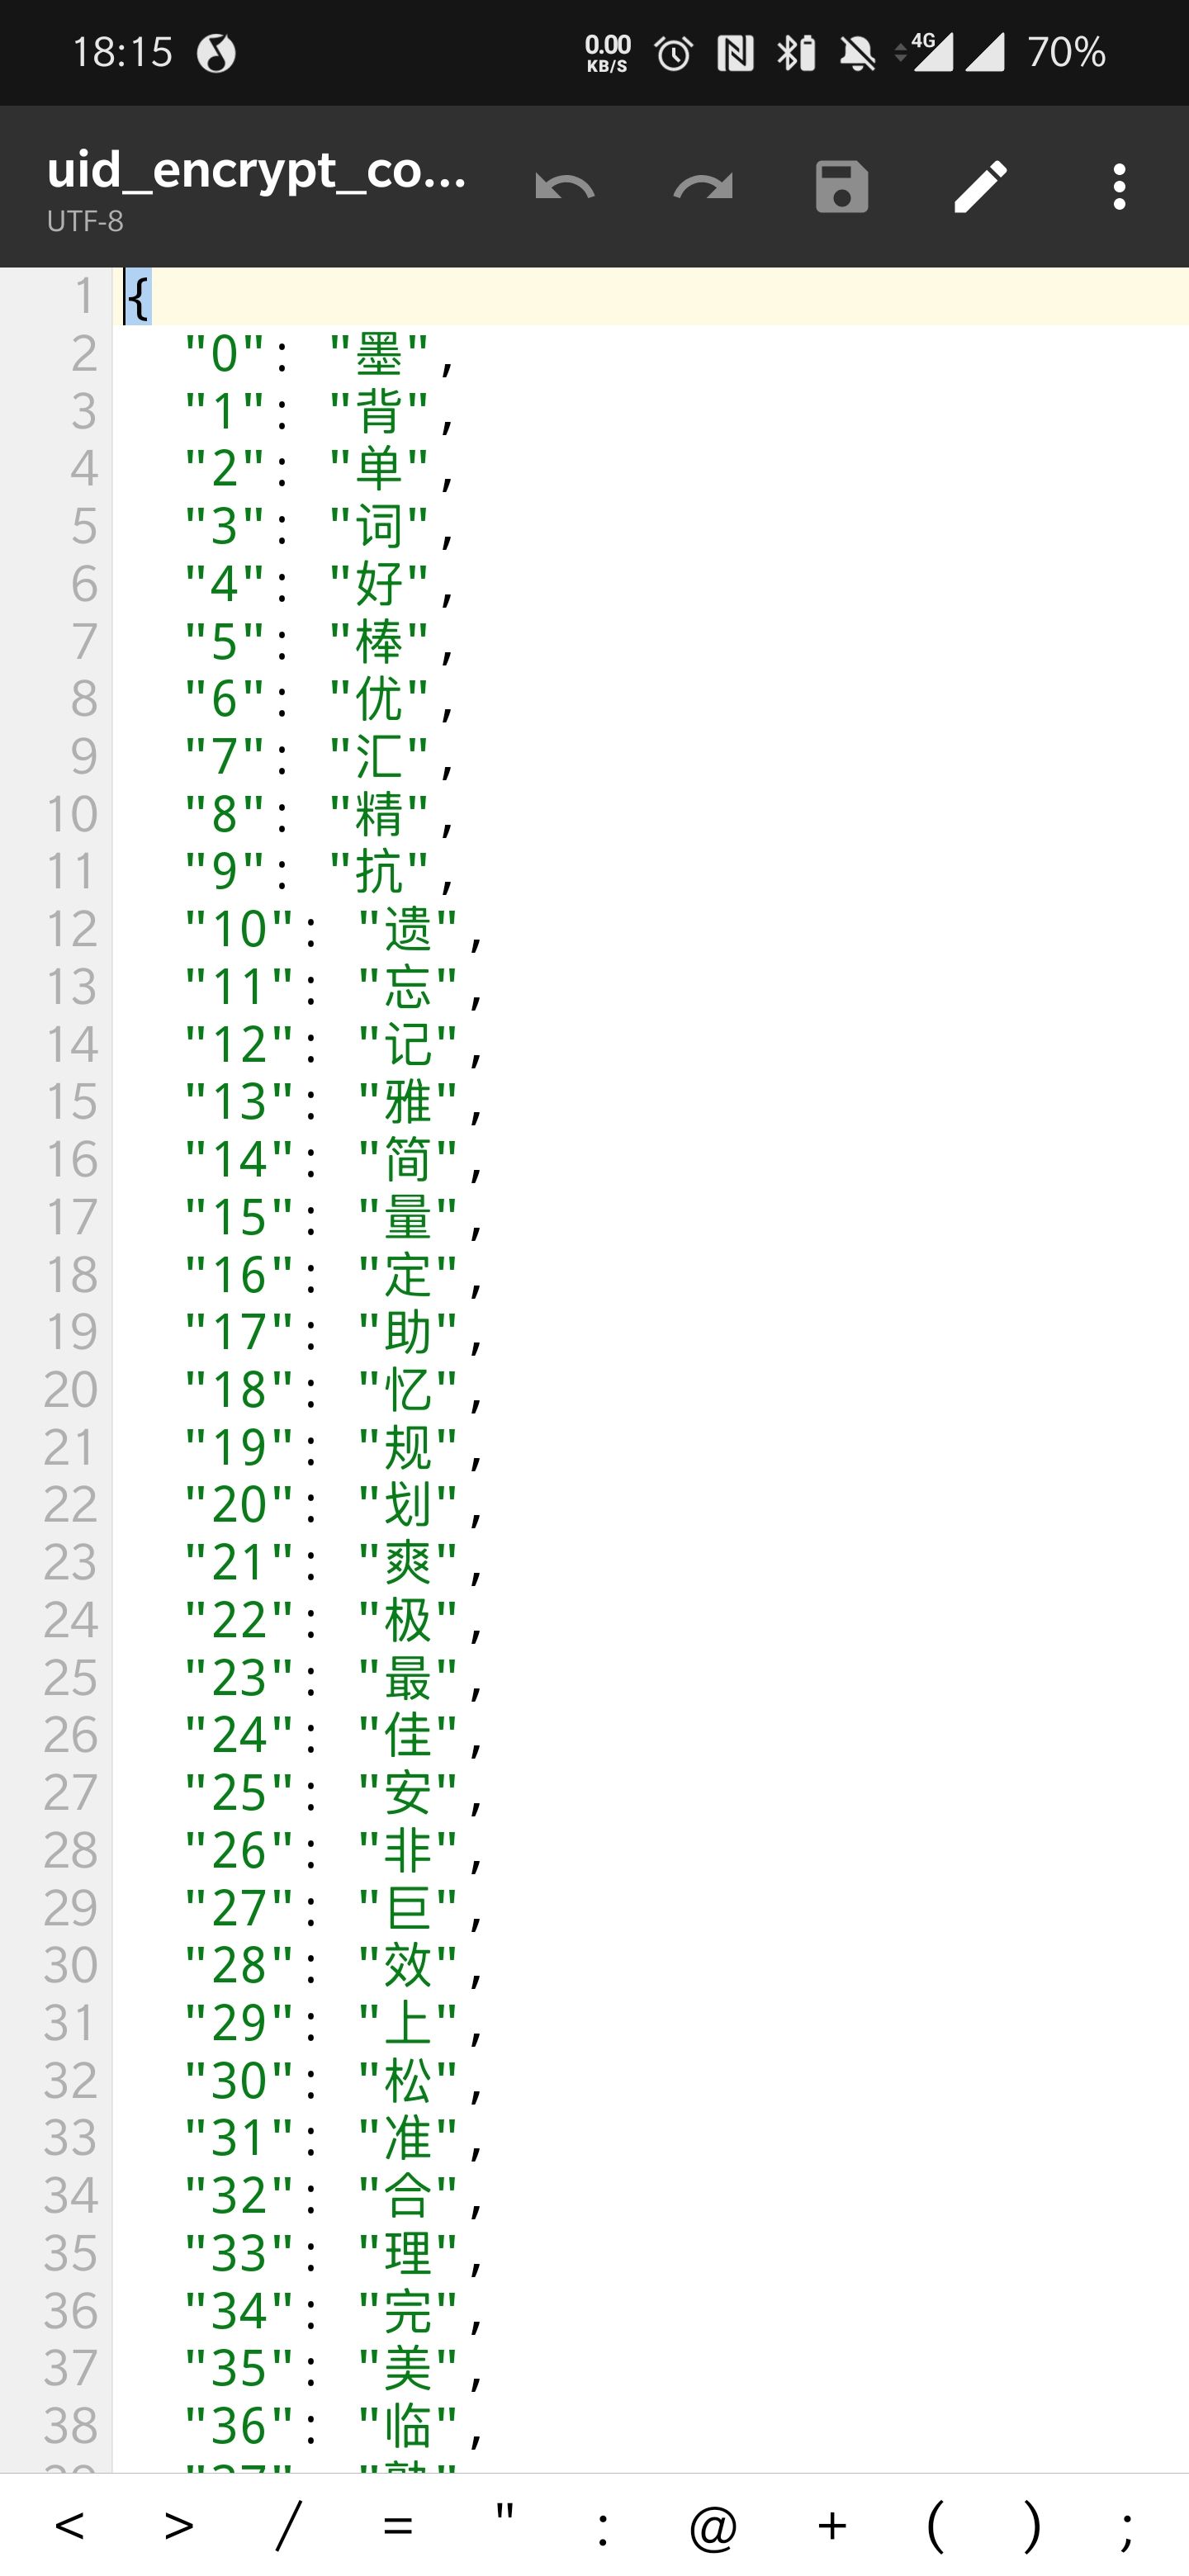 18:15 0.00 KB/S 4G 70%
uid_encrypt_co...
UTF-8
1 {
2 "0": "墨",
3 "1": "背",
4 "2": "单",
5 "3": "词",
6 "4": "好",
7 "5": "棒",
8 "6": "优",
9 "7": "汇",
10 "8": "精",
11 "9": "抗",
12 "10": "遗",
13 "11": "忘",
14 "12": "记",
15 "13": "雅",
16 "14": "简",
17 "15": "量",
18 "16": "定",
19 "17": "助",
20 "18": "忆",
21 "19": "规",
22 "20": "划",
23 "21": "爽",
24 "22": "极",
25 "23": "最",
26 "24": "佳",
27 "25": "安",
28 "26": "非",
29 "27": "巨",
30 "28": "效",
31 "29": "上",
32 "30": "松",
33 "31": "准",
34 "32": "合",
35 "33": "理",
36 "34": "完",
37 "35": "美",
38 "36": "临",
< > / = " : @ + ( ) ;